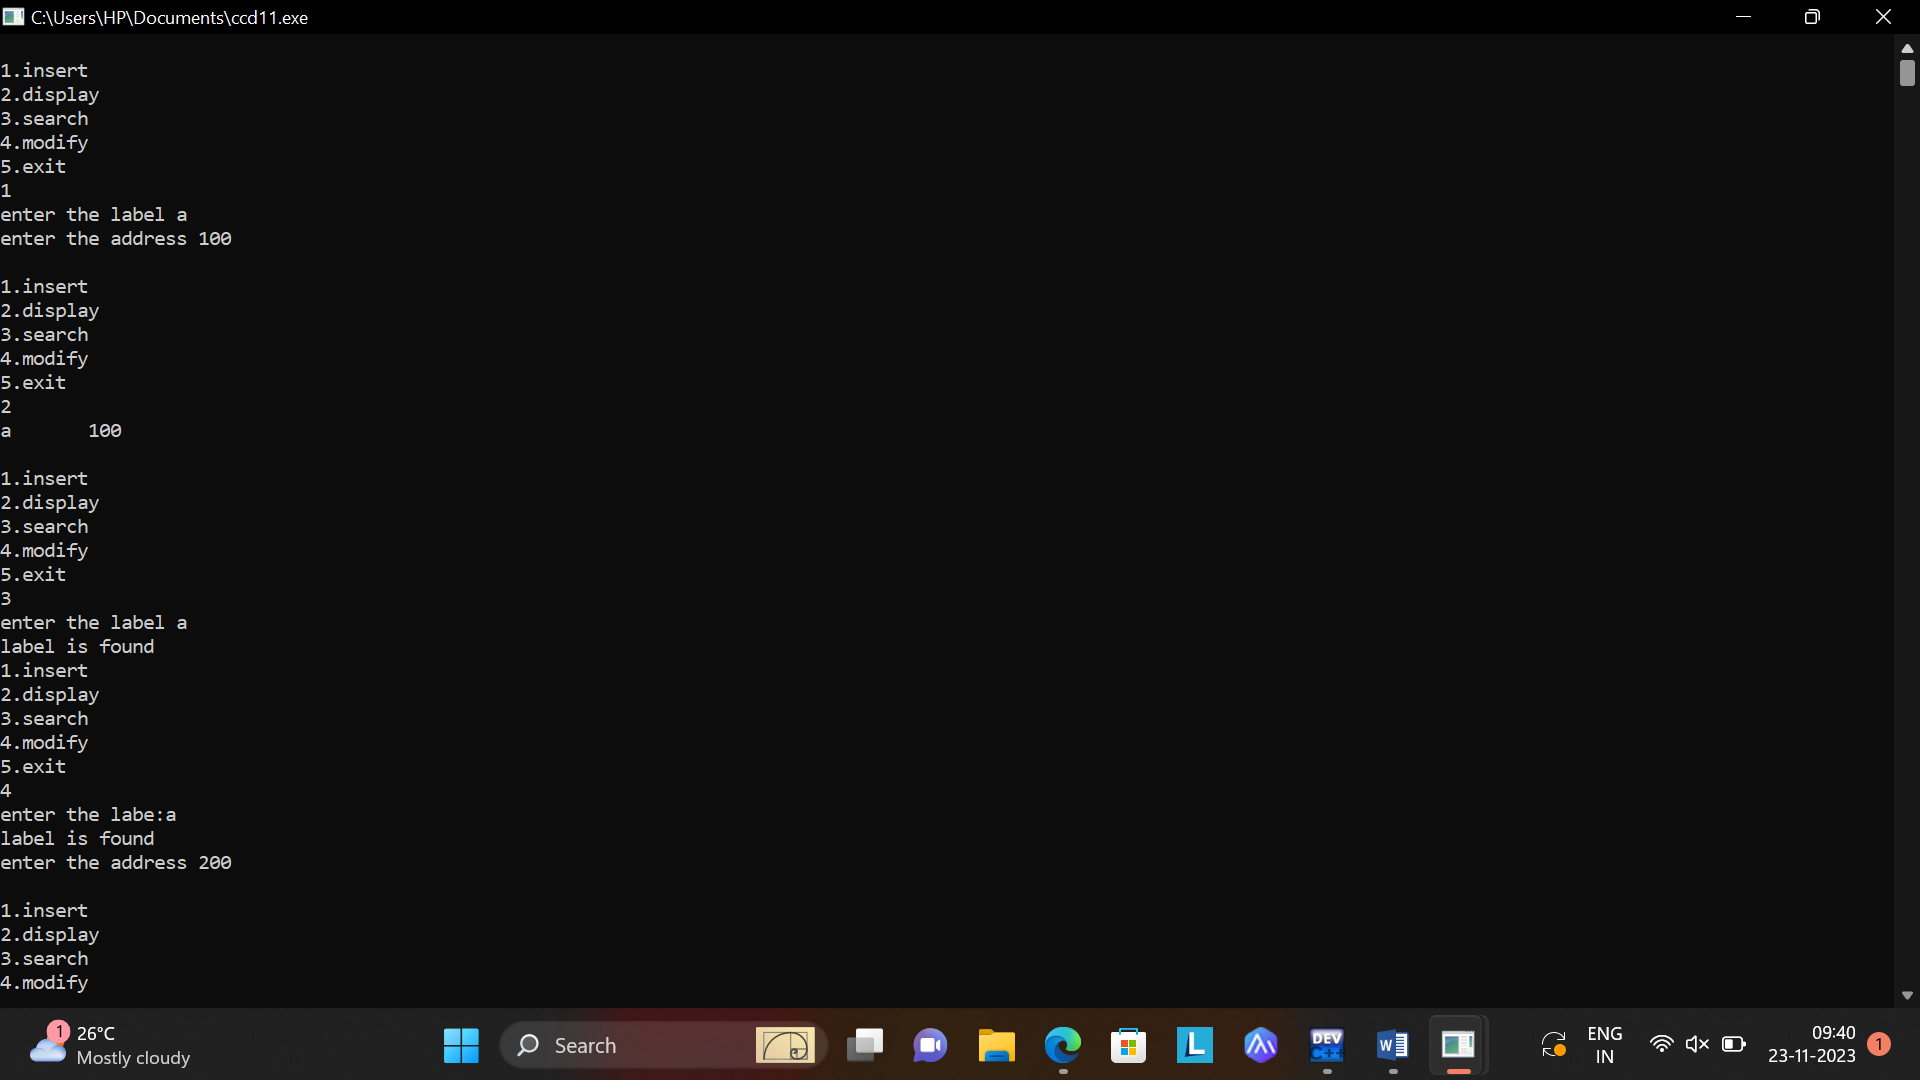 C:\Users\HP\Documents\ccd11.exe
1.insert
2.display
3.search
4.modify
5.exit
1
enter the label a
enter the address 100
1.insert
2.display
3.search
4.modify
5.exit
2
a 100
1.insert
2.display
3.search
4.modify
5.exit
3
enter the label a
label is found
1.insert
2.display
3.search
4.modify
5.exit
4
enter the labe:a
label is found
enter the address 200
1.insert
2.display
3.search
4.modify
1
26°C
Mostly cloudy
Search
L
DEV
C++
W
ENG
IN
09:40
23-11-2023
1